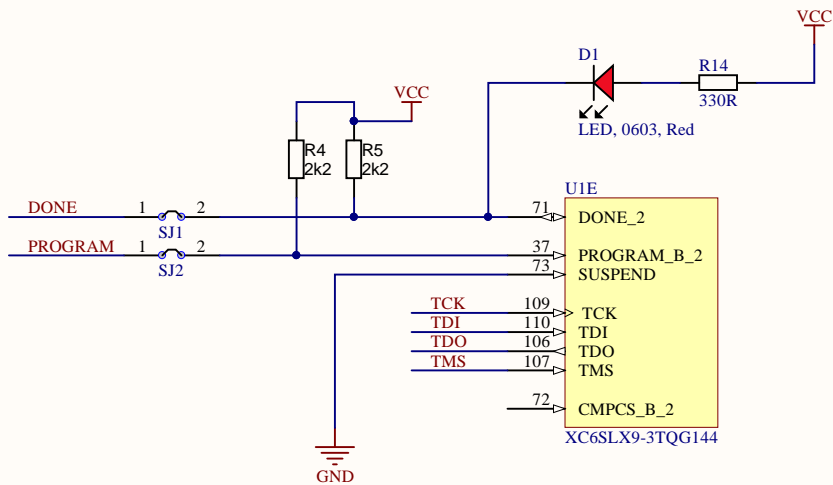 VCC
D1
R14
330R
LED, 0603, Red
VCC
R4
2k2
R5
2k2
U1E
DONE 1 2 71 DONE_2
SJ1
PROGRAM 1 2 37 PROGRAM_B_2
SJ2
73 SUSPEND
TCK 109 TCK
TDI 110 TDI
TDO 106 TDO
TMS 107 TMS
72 CMPCS_B_2
XC6SLX9-3TQG144
GND